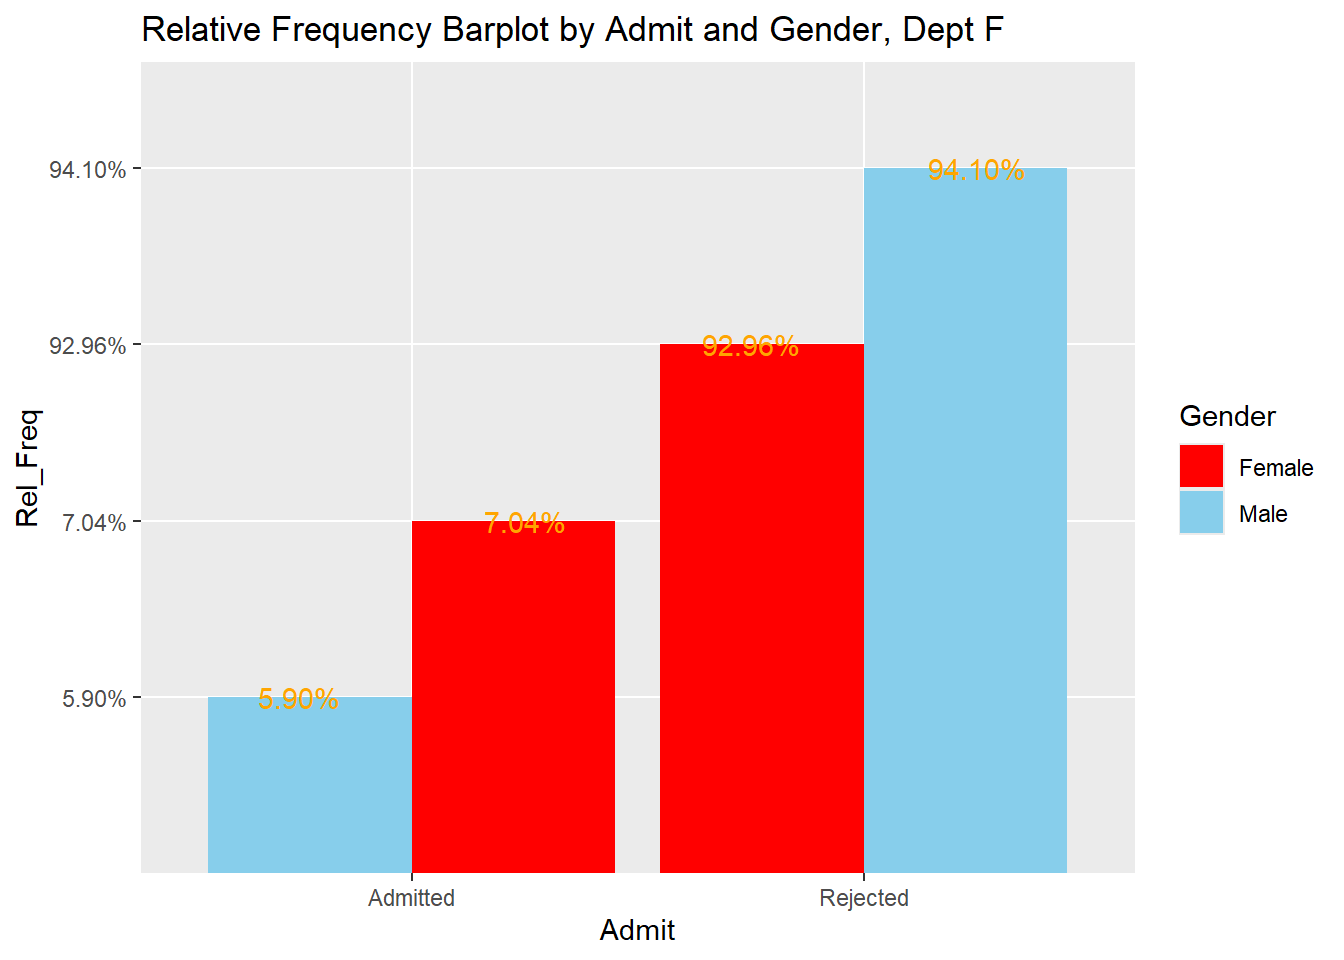 Relative Frequency Barplot by Admit and Gender, Dept F
94.10%
92.96%
7.04%
5.90%
Rel_Freq
94.10%
92.96%
7.04%
5.90%
Admitted
Rejected
Admit
Gender
Female
Male